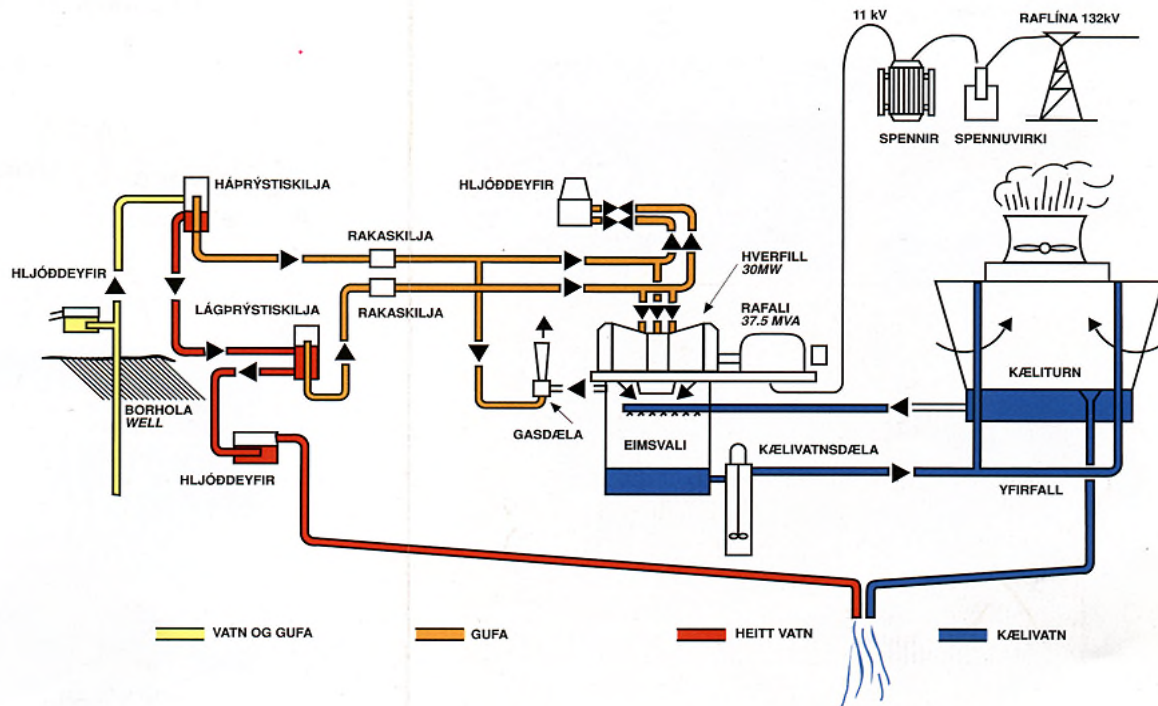 11 kV
RAFLÍNA 132kV
SPENNIR
SPENNUVIRKI
HÁÞRÝSTISKILJA
HLJÓÐDEYFIR
RAKASKILJA
HLJÓÐDEYFIR
HVERFILL
30MW
LÁGÞRÝSTISKILJA
RAKASKILJA
RAFALI
37.5 MVA
KÆLITURN
BORHOLA
WELL
GASDÆLA
EIMSVALI
KÆLIVATNSDÆLA
HLJÓÐDEYFIR
YFIRFALL
VATN OG GUFA
GUFA
HEITT VATN
KÆLIVATN